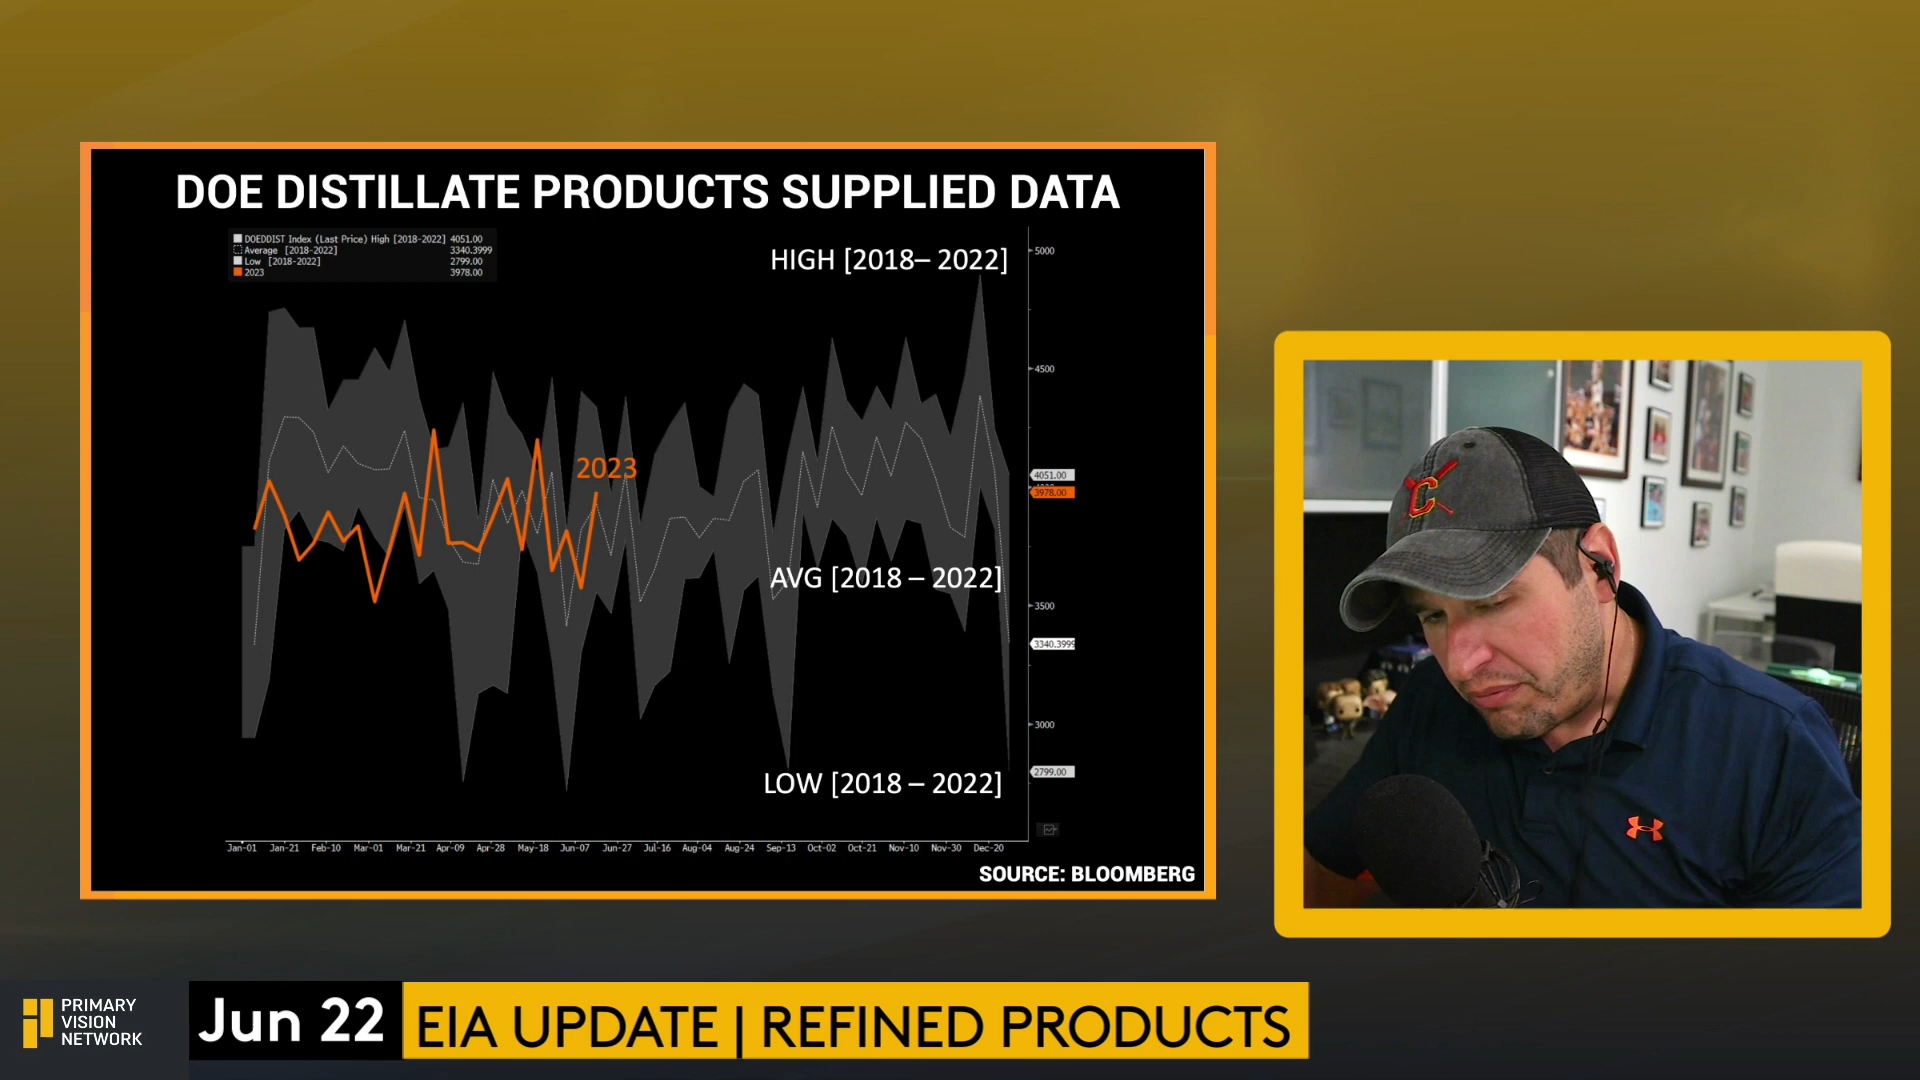 DOE DISTILLATE PRODUCTS SUPPLIED DATA
DOEDDIST Index (Last Price) High [2018-2022] 4051.00
Average [2018-2022] 3340.3999
Low [2018-2022] 2799.00
2023 3978.00
HIGH [2018– 2022]
5000
4500
2023
4051.00
3978.00
AVG [2018 – 2022]
3500
3340.3999
3000
LOW [2018 – 2022]
2799.00
Jan-01 Jan-21 Feb-10 Mar-01 Mar-21 Apr-09 Apr-28 May-18 Jun-07 Jun-27 Jul-16 Aug-04 Aug-24 Sep-13 Oct-02 Oct-21 Nov-10 Nov-30 Dec-20
SOURCE: BLOOMBERG
C
PRIMARY
VISION
NETWORK
Jun 22
EIA UPDATE | REFINED PRODUCTS